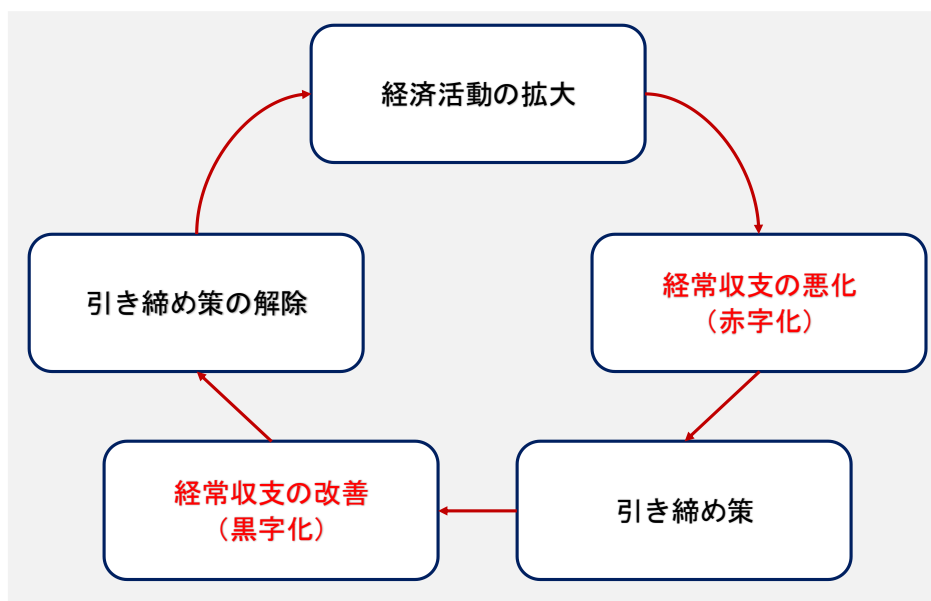 経済活動の拡大
経常収支の悪化
（赤字化）
引き締め策
経常収支の改善
（黒字化）
引き締め策の解除